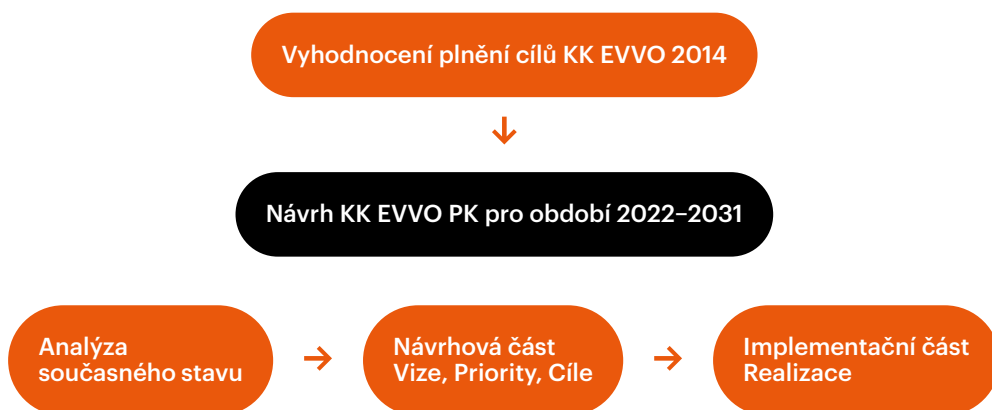 Vyhodnocení plnění cílů KK EVVO 2014
Návrh KK EVVO PK pro období 2022–2031
Analýza
současného stavu
Návrhová část
Vize, Priority, Cíle
Implementační část
Realizace